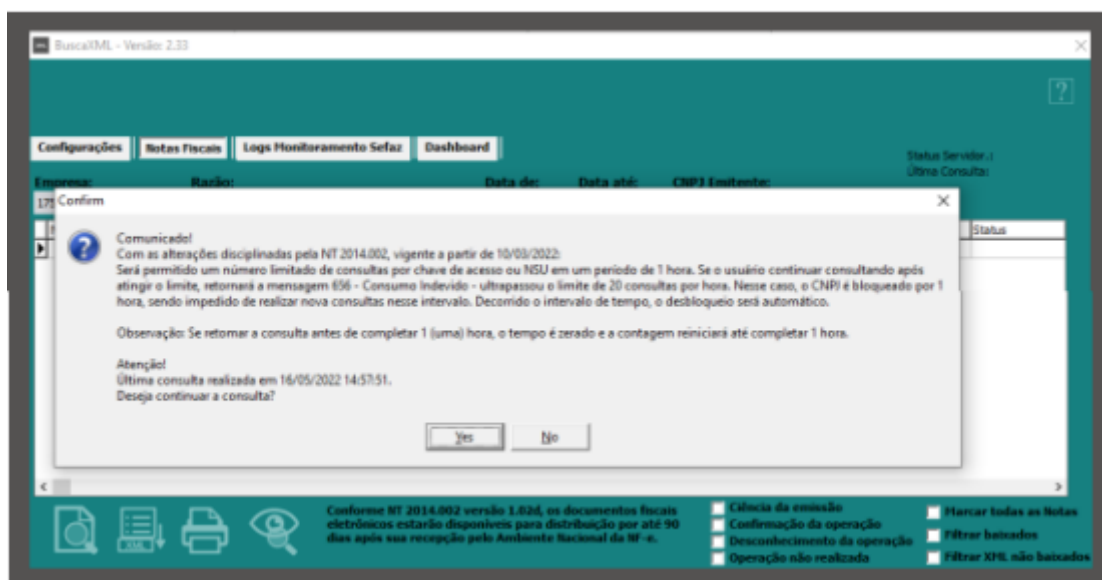 BuscaXML - Versão: 2.33
?
Configurações Notas Fiscais Logs Monitoramento Sefaz Dashboard
Status Servidor.:
Última Consulta:
Empresa: Razão: Data de: Data até: CNPJ Emitente:
Confirm
Status
Comunicado!
Com as alterações disciplinadas pela NT 2014.002, vigente a partir de 10/03/2022:
Será permitido um número limitado de consultas por chave de acesso ou NSU em um período de 1 hora. Se o usuário continuar consultando após
atingir o limite, retornará a mensagem 656 - Consumo Indevido - ultrapassou o limite de 20 consultas por hora. Nesse caso, o CNPJ é bloqueado por 1
hora, sendo impedido de realizar nova consultas nesse intervalo. Decorrido o intervalo de tempo, o desbloqueio será automático.
Observação: Se retomar a consulta antes de completar 1 (uma) hora, o tempo é zerado e a contagem reiniciará até completar 1 hora.
Atenção!
Última consulta realizada em 16/05/2022 14:57:51.
Deseja continuar a consulta?
Yes No
XML
Conforme NT 2014.002 versão 1.02d, os documentos fiscais
eletrônicos estarão disponíveis para distribuição por até 90
dias após sua recepção pelo Ambiente Nacional da NF-e.
Ciência da emissão
Confirmação da operação
Desconhecimento da operação
Operação não realizada
Marcar todas as Notas
Filtrar baixados
Filtrar XML não baixados